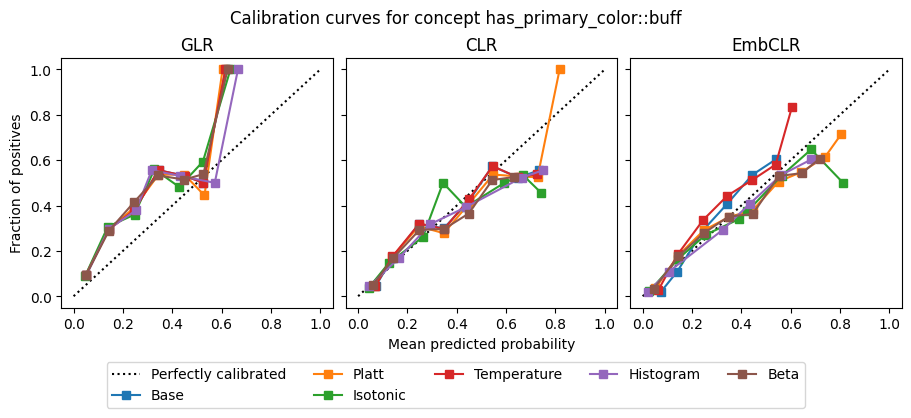 Calibration curves for concept has_primary_color::buff
GLR
CLR
EmbCLR
Fraction of positives
1.0
0.8
0.6
0.4
0.2
0.0
0.0 0.2 0.4 0.6 0.8 1.0
0.0 0.2 0.4 0.6 0.8 1.0
0.0 0.2 0.4 0.6 0.8 1.0
Mean predicted probability
Perfectly calibrated
Base
Platt
Isotonic
Temperature
Histogram
Beta